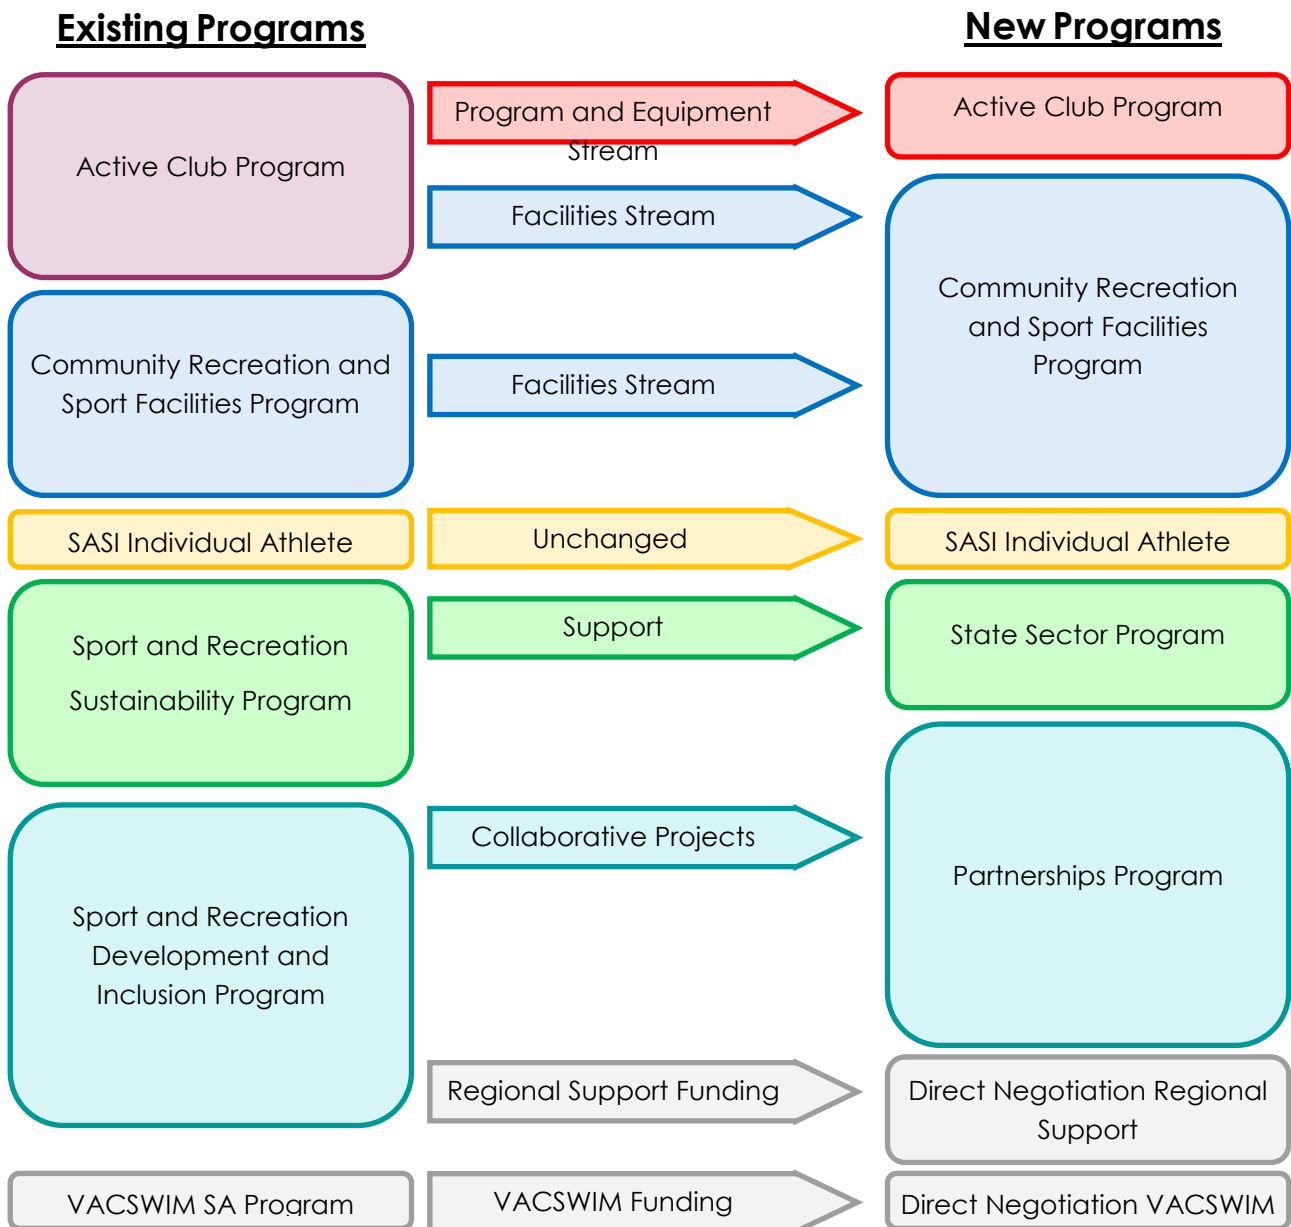 Existing Programs
New Programs
Active Club Program
Program and Equipment
Stream
Active Club Program
Facilities Stream
Community Recreation
and Sport Facilities
Program
Community Recreation and
Sport Facilities Program
Facilities Stream
SASI Individual Athlete
Unchanged
SASI Individual Athlete
Sport and Recreation
Sustainability Program
Support
State Sector Program
Sport and Recreation
Development and
Inclusion Program
Collaborative Projects
Partnerships Program
Regional Support Funding
Direct Negotiation Regional
Support
VACSWIM SA Program
VACSWIM Funding
Direct Negotiation VACSWIM